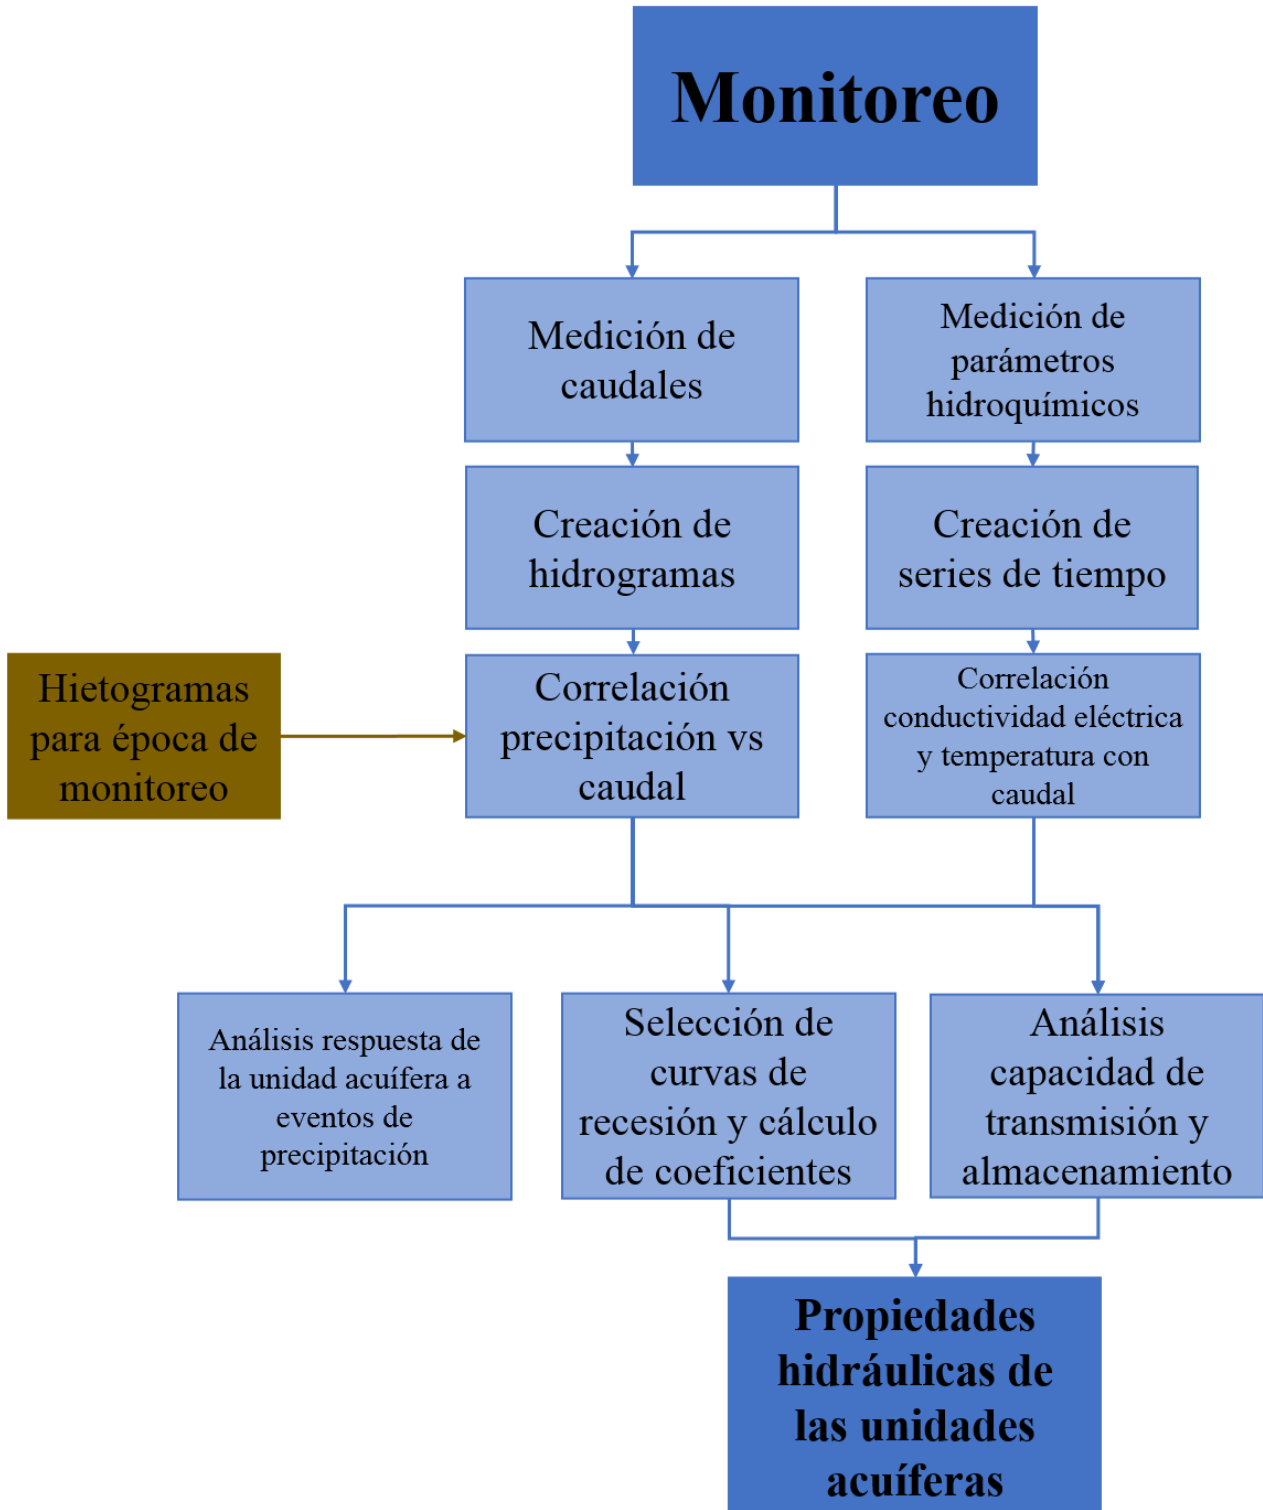 Monitoreo
Medición de
caudales
Medición de
parámetros
hidroquímicos
Creación de
hidrogramas
Creación de
series de tiempo
Hietogramas
para época de
monitoreo
Correlación
precipitación vs
caudal
Correlación
conductividad eléctrica
y temperatura con
caudal
Análisis respuesta de
la unidad acuífera a
eventos de
precipitación
Selección de
curvas de
recesión y cálculo
de coeficientes
Análisis
capacidad de
transmisión y
almacenamiento
Propiedades
hidráulicas de
las unidades
acuíferas